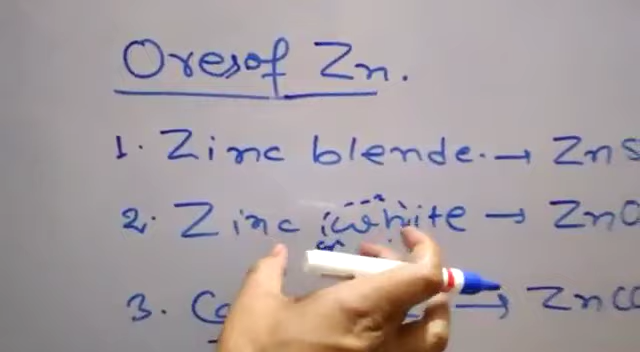 Ores of Zn.
1. Zinc blende. → ZnS
2. Zinc white → ZnO
3. → ZnCO